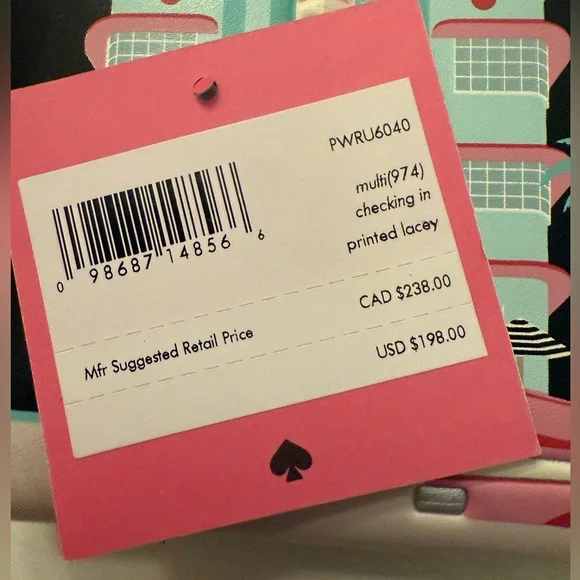 PWRU6040
multi(974)
checking in
printed lacey
0 98687 14856 6
CAD $238.00
Mfr Suggested Retail Price
USD $198.00